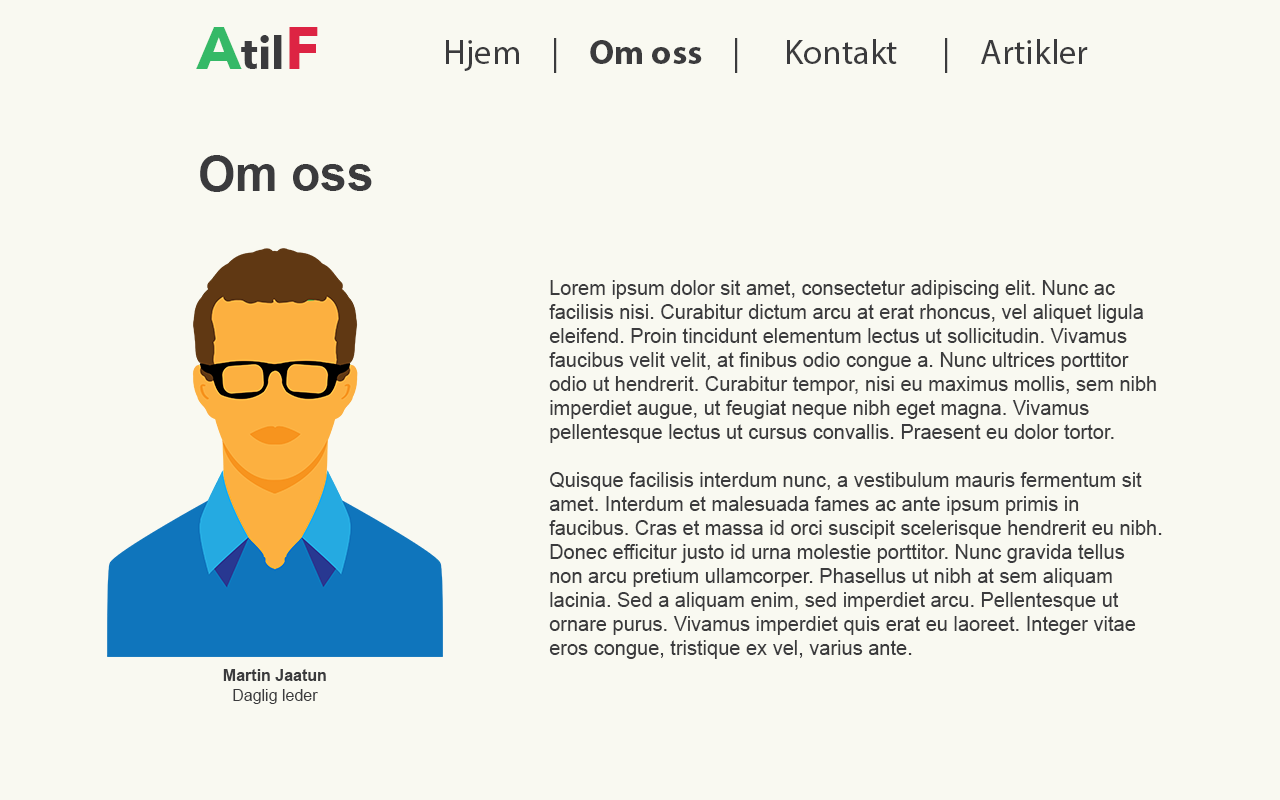 AtilF
Hjem | Om oss | Kontakt | Artikler
Om oss
Lorem ipsum dolor sit amet, consectetur adipiscing elit. Nunc ac
facilisis nisi. Curabitur dictum arcu at erat rhoncus, vel aliquet ligula
eleifend. Proin tincidunt elementum lectus ut sollicitudin. Vivamus
faucibus velit velit, at finibus odio congue a. Nunc ultrices porttitor
odio ut hendrerit. Curabitur tempor, nisi eu maximus mollis, sem nibh
imperdiet augue, ut feugiat neque nibh eget magna. Vivamus
pellentesque lectus ut cursus convallis. Praesent eu dolor tortor.
Quisque facilisis interdum nunc, a vestibulum mauris fermentum sit
amet. Interdum et malesuada fames ac ante ipsum primis in
faucibus. Cras et massa id orci suscipit scelerisque hendrerit eu nibh.
Donec efficitur justo id urna molestie porttitor. Nunc gravida tellus
non arcu pretium ullamcorper. Phasellus ut nibh at sem aliquam
lacinia. Sed a aliquam enim, sed imperdiet arcu. Pellentesque ut
ornare purus. Vivamus imperdiet quis erat eu laoreet. Integer vitae
eros congue, tristique ex vel, varius ante.
Martin Jaatun
Daglig leder